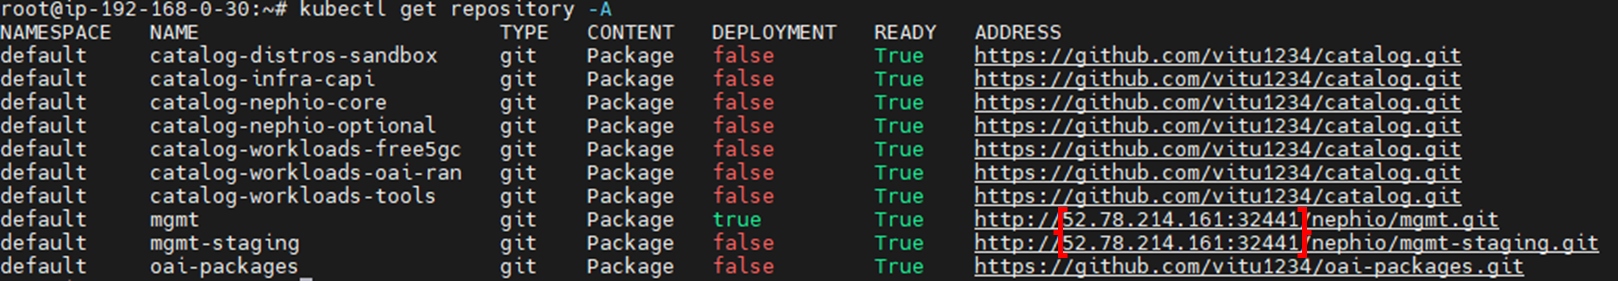 root@ip-192-168-0-30:~# kubectl get repository -A
NAMESPACE NAME TYPE CONTENT DEPLOYMENT READY ADDRESS
default catalog-distros-sandbox git Package false True https://github.com/vitu1234/catalog.git
default catalog-infra-capi git Package false True https://github.com/vitu1234/catalog.git
default catalog-nephio-core git Package false True https://github.com/vitu1234/catalog.git
default catalog-nephio-optional git Package false True https://github.com/vitu1234/catalog.git
default catalog-workloads-free5gc git Package false True https://github.com/vitu1234/catalog.git
default catalog-workloads-oai-ran git Package false True https://github.com/vitu1234/catalog.git
default catalog-workloads-tools git Package false True https://github.com/vitu1234/catalog.git
default mgmt git Package true True http://52.78.214.161:32441/nephio/mgmt.git
default mgmt-staging git Package false True http://52.78.214.161:32441/nephio/mgmt-staging.git
default oai-packages git Package false True https://github.com/vitu1234/oai-packages.git